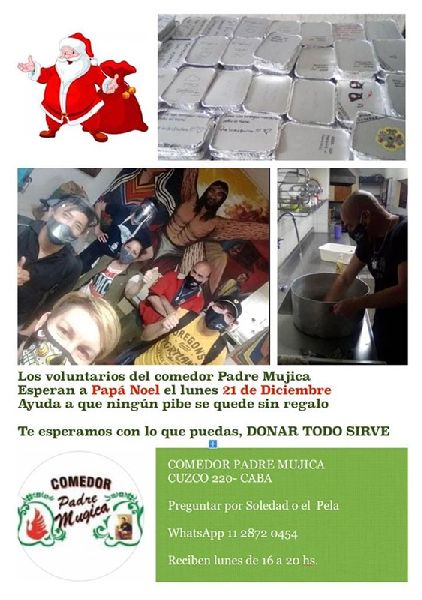 Los voluntarios del comedor Padre Mujica
Esperan a Papá Noel el lunes 21 de Diciembre
Ayuda a que ningún pibe se quede sin regalo
Te esperamos con lo que puedas, DONAR TODO SIRVE
COMEDOR
Padre
Mugica
COMEDOR PADRE MUJICA
CUZCO 220- CABA
Preguntar por Soledad o el Pela
WhatsApp 11 2872 0454
Reciben lunes de 16 a 20 hs.